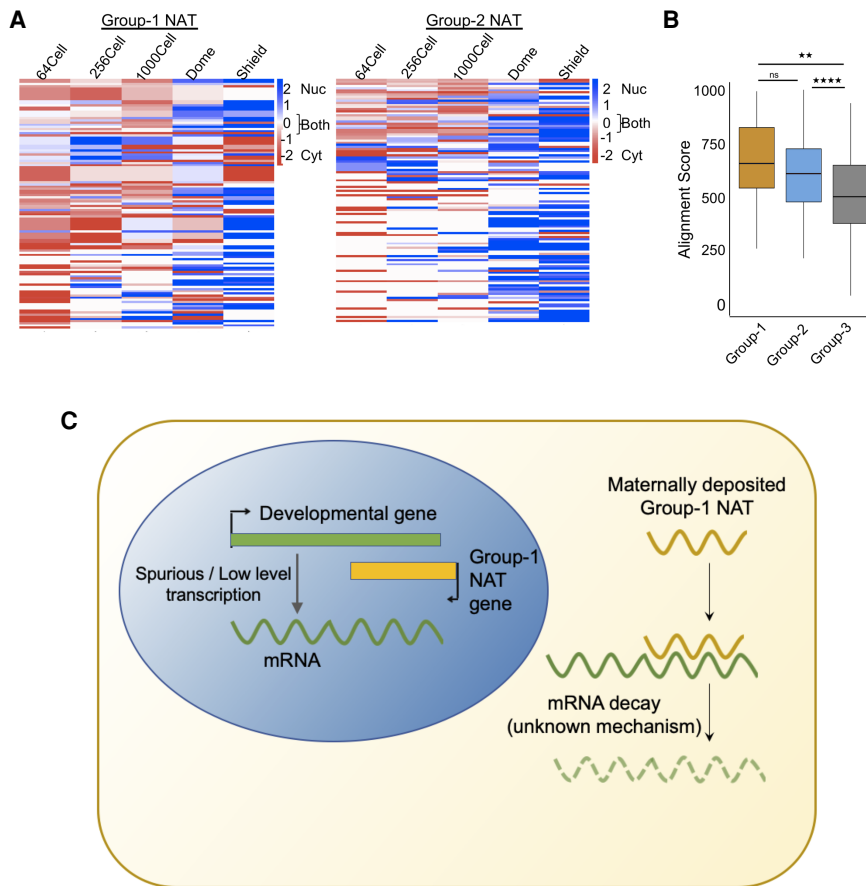 A
Group-1 NAT
64Cell 256Cell 1000Cell Dome Shield
2 Nuc
1
0 Both
-1
-2 Cyt
Group-2 NAT
64Cell 256Cell 1000Cell Dome Shield
2 Nuc
1
0 Both
-1
-2 Cyt
B
★★
ns ★★★★
Alignment Score
1000
750
500
250
0
Group-1 Group-2 Group-3
C
Developmental gene
Spurious / Low level
transcription
Group-1
NAT
gene
mRNA
Maternally deposited
Group-1 NAT
mRNA decay
(unknown mechanism)